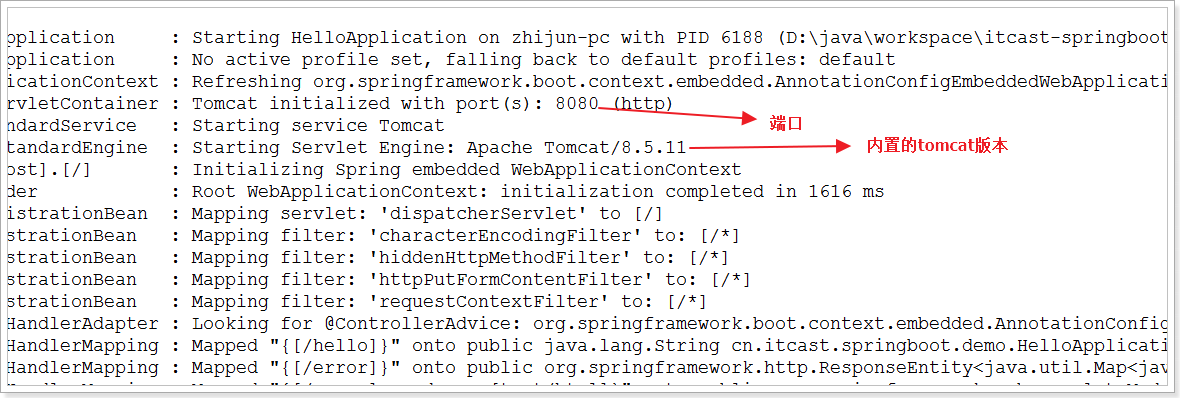 pplication : Starting HelloApplication on zhijun-pc with PID 6188 (D:\java\workspace\itcast-springboot
pplication : No active profile set, falling back to default profiles: default
icationContext : Refreshing org.springframework.boot.context.embedded.AnnotationConfigEmbeddedWebApplicati
rvletContainer : Tomcat initialized with port(s): 8080 (http)
端口
ndardService : Starting service Tomcat
tandardEngine : Starting Servlet Engine: Apache Tomcat/8.5.11
内置的tomcat版本
ost].[/] : Initializing Spring embedded WebApplicationContext
der : Root WebApplicationContext: initialization completed in 1616 ms
istrationBean : Mapping servlet: 'dispatcherServlet' to [/]
strationBean : Mapping filter: 'characterEncodingFilter' to: [/*]
strationBean : Mapping filter: 'hiddenHttpMethodFilter' to: [/*]
strationBean : Mapping filter: 'httpPutFormContentFilter' to: [/*]
strationBean : Mapping filter: 'requestContextFilter' to: [/*]
HandlerAdapter : Looking for @ControllerAdvice: org.springframework.boot.context.embedded.AnnotationConfig
HandlerMapping : Mapped "{[/hello]}" onto public java.lang.String cn.itcast.springboot.demo.HelloApplicati
HandlerMapping : Mapped "{[/error]}" onto public org.springframework.http.ResponseEntity<java.util.Map<jav